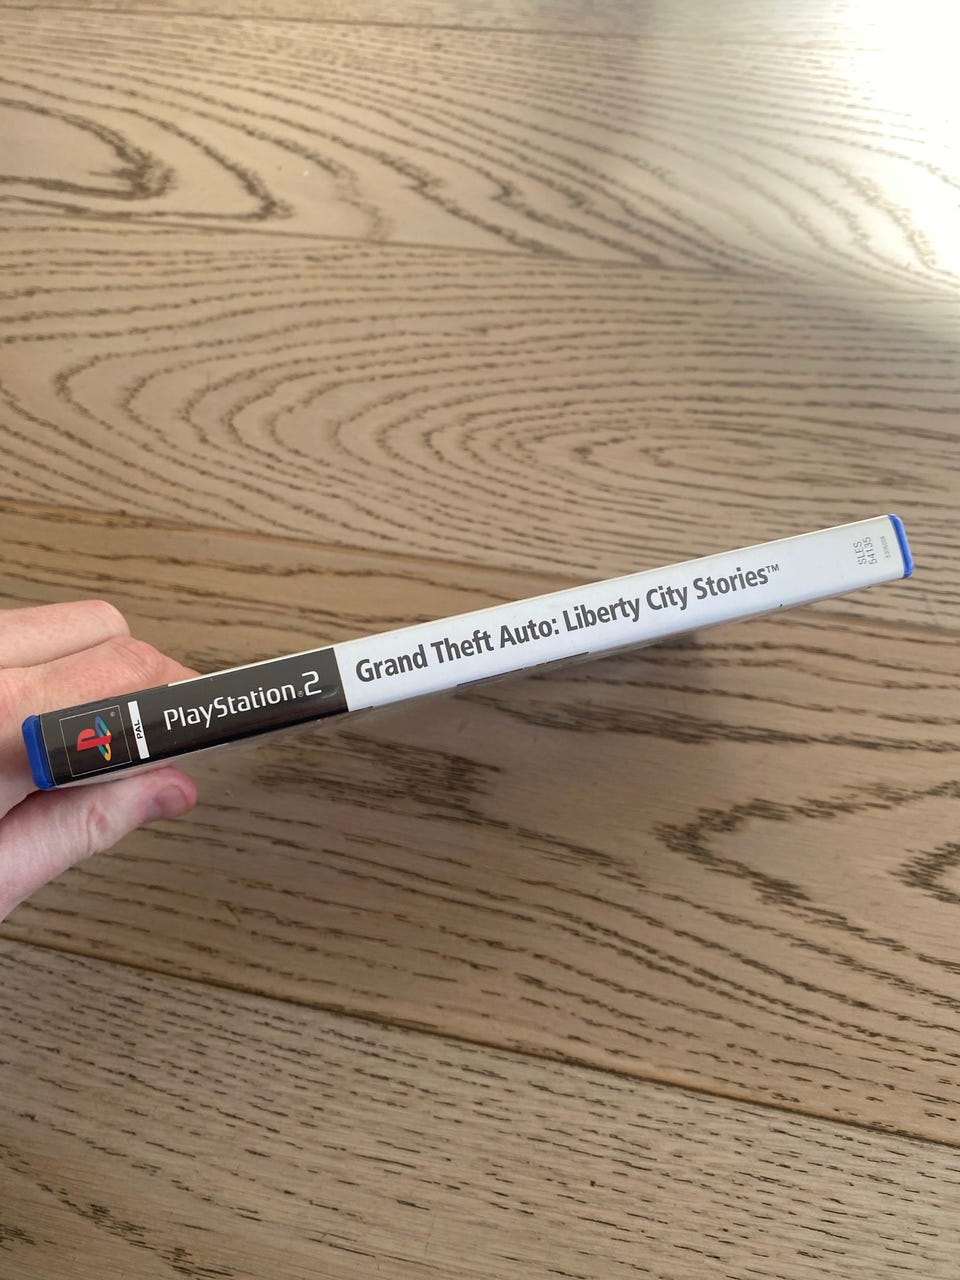 PAL
PlayStation®2
Grand Theft Auto: Liberty City Stories™
SLES
54135